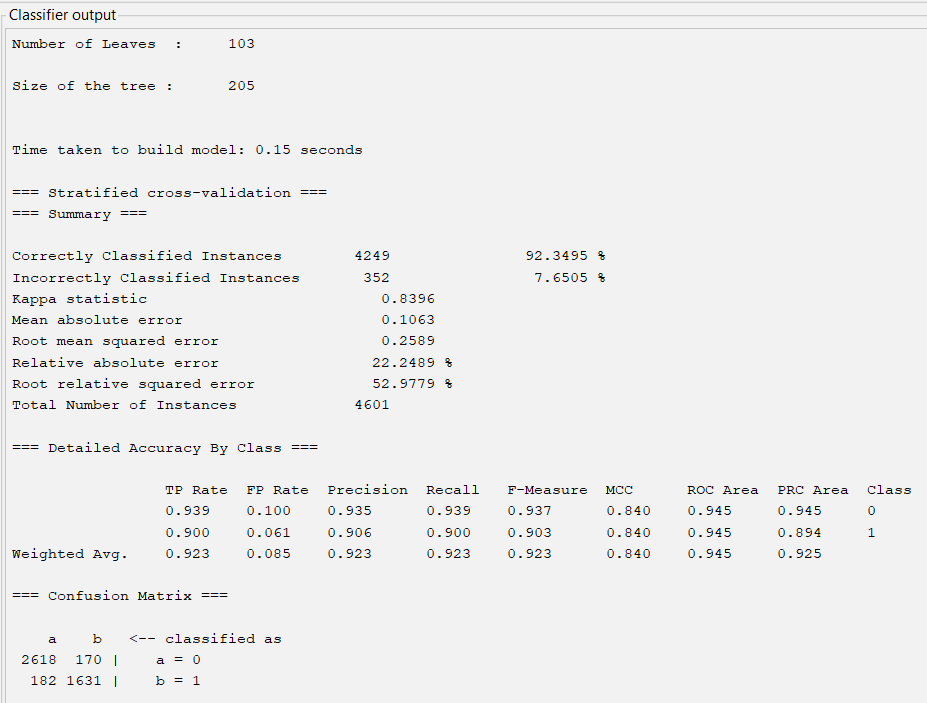 Classifier output
Number of Leaves  :     103
Size of the tree :      205
Time taken to build model: 0.15 seconds
=== Stratified cross-validation ===
=== Summary ===
Correctly Classified Instances        4249               92.3495 %
Incorrectly Classified Instances       352                7.6505 %
Kappa statistic                          0.8396
Mean absolute error                      0.1063
Root mean squared error                  0.2589
Relative absolute error                 22.2489 %
Root relative squared error             52.9779 %
Total Number of Instances             4601
=== Detailed Accuracy By Class ===
                 TP Rate  FP Rate  Precision  Recall   F-Measure  MCC      ROC Area  PRC Area  Class
                 0.939    0.100    0.935      0.939    0.937      0.840    0.945     0.945     0
                 0.900    0.061    0.906      0.900    0.903      0.840    0.945     0.894     1
Weighted Avg.    0.923    0.085    0.923      0.923    0.923      0.840    0.945     0.925
=== Confusion Matrix ===
    a    b   <-- classified as
 2618  170 |    a = 0
  182 1631 |    b = 1